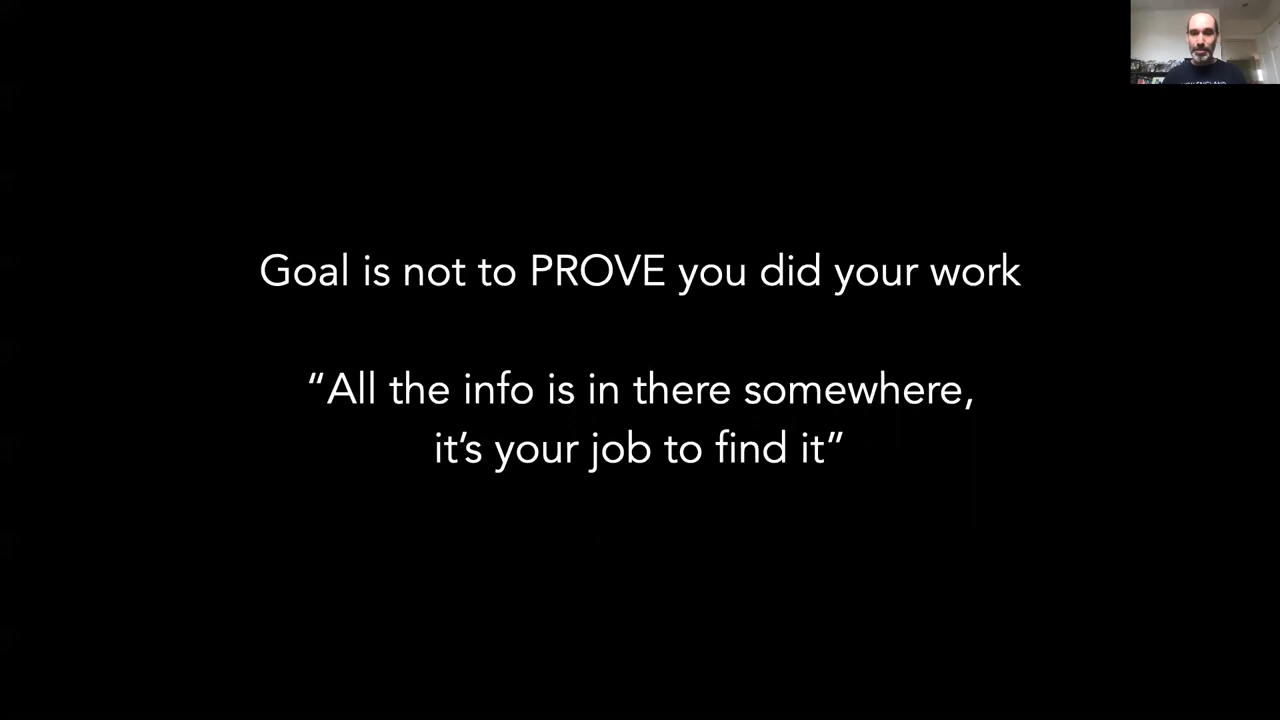 Goal is not to PROVE you did your work
“All the info is in there somewhere,
it’s your job to find it”